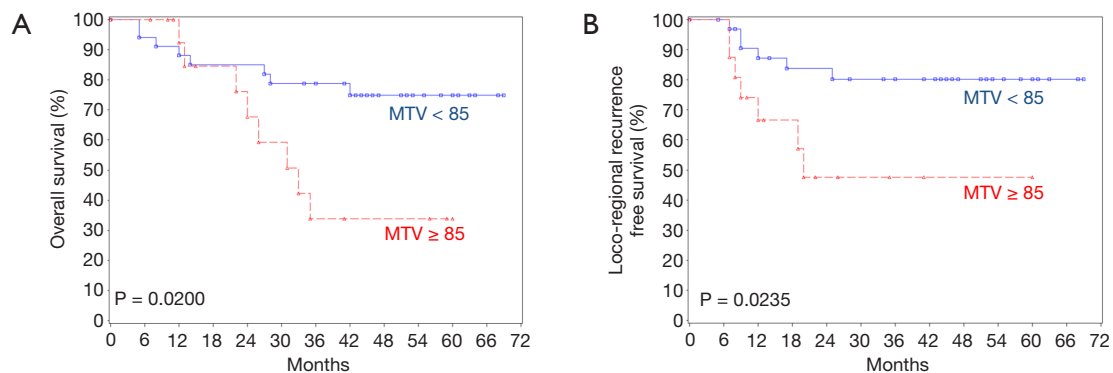 A
Overall survival (%)
100
90
80
70
60
50
40
30
20
10
0
MTV < 85
MTV ≥ 85
P = 0.0200
0 6 12 18 24 30 36 42 48 54 60 66 72
Months
B
Loco-regional recurrence
free survival (%)
100
90
80
70
60
50
40
30
20
10
0
MTV < 85
MTV ≥ 85
P = 0.0235
0 6 12 18 24 30 36 42 48 54 60 66 72
Months